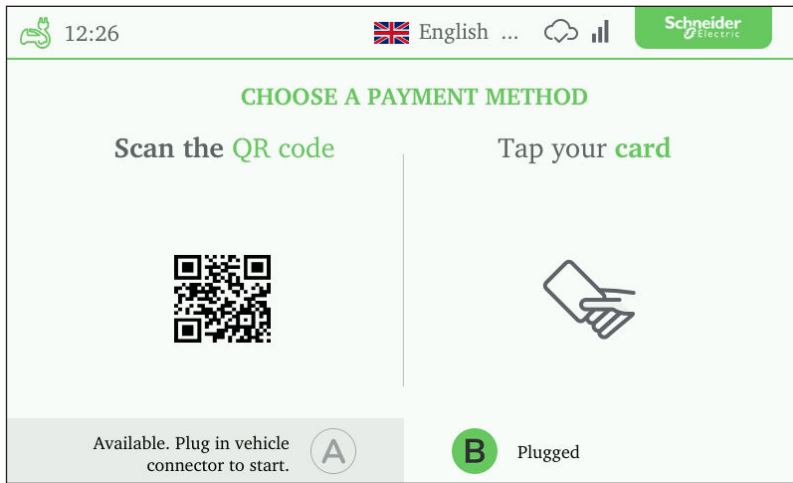 12:26
English ...
Schneider
Electric
CHOOSE A PAYMENT METHOD
Scan the QR code
Tap your card
Available. Plug in vehicle
connector to start.
A
B
Plugged